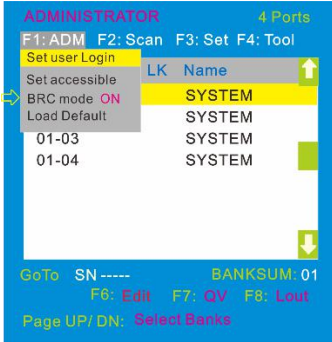 ADMINISTRATOR 4 Ports
F1: ADM F2: Scan F3: Set F4: Tool
Set user Login
LK Name
Set accessible
BRC mode ON SYSTEM
Load Default SYSTEM
01-03 SYSTEM
01-04 SYSTEM
GoTo SN ----- BANKSUM: 01
F6: Edit F7: QV F8: Lout
Page UP/ DN: Select Banks